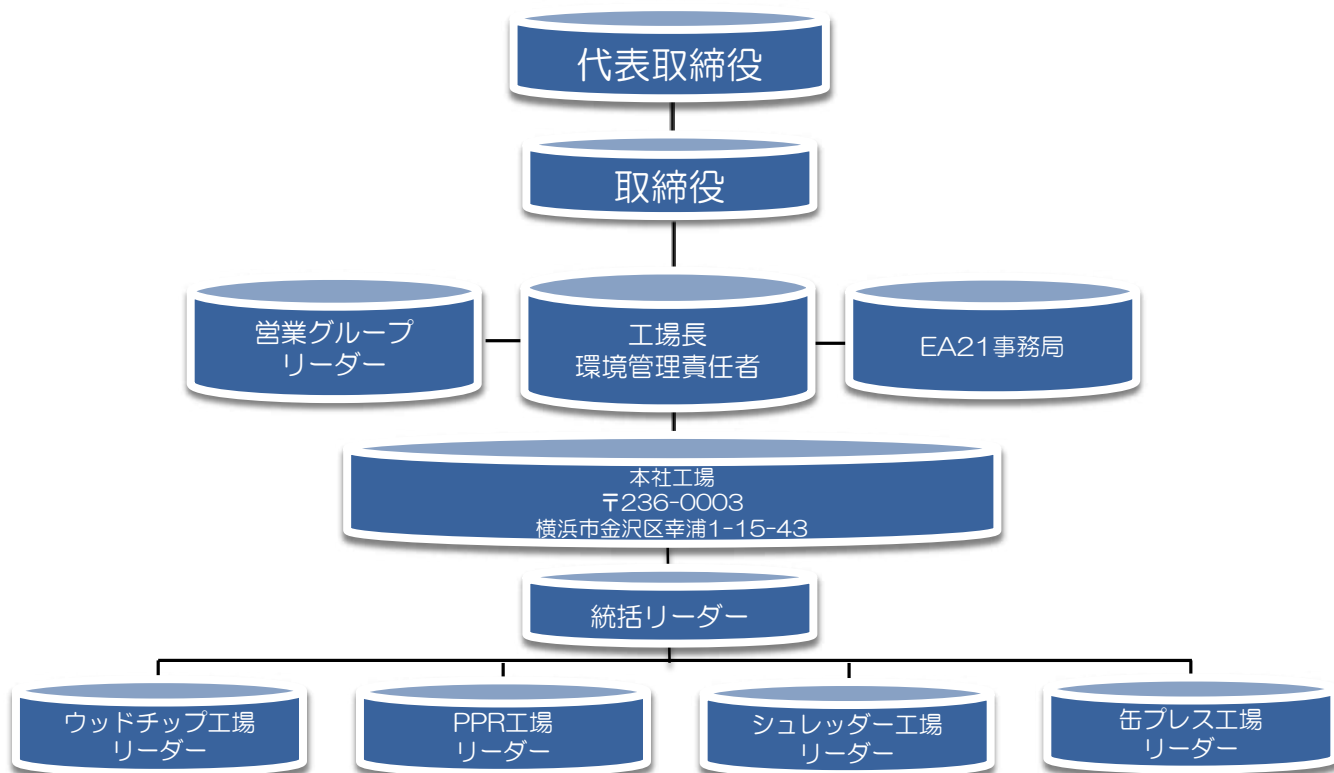 代表取締役
取締役
営業グループ
リーダー
工場長
環境管理責任者
EA21事務局
本社工場
〒236-0003
横浜市金沢区幸浦1-15-43
統括リーダー
ウッドチップ工場
リーダー
PPR工場
リーダー
シュレッダー工場
リーダー
缶プレス工場
リーダー